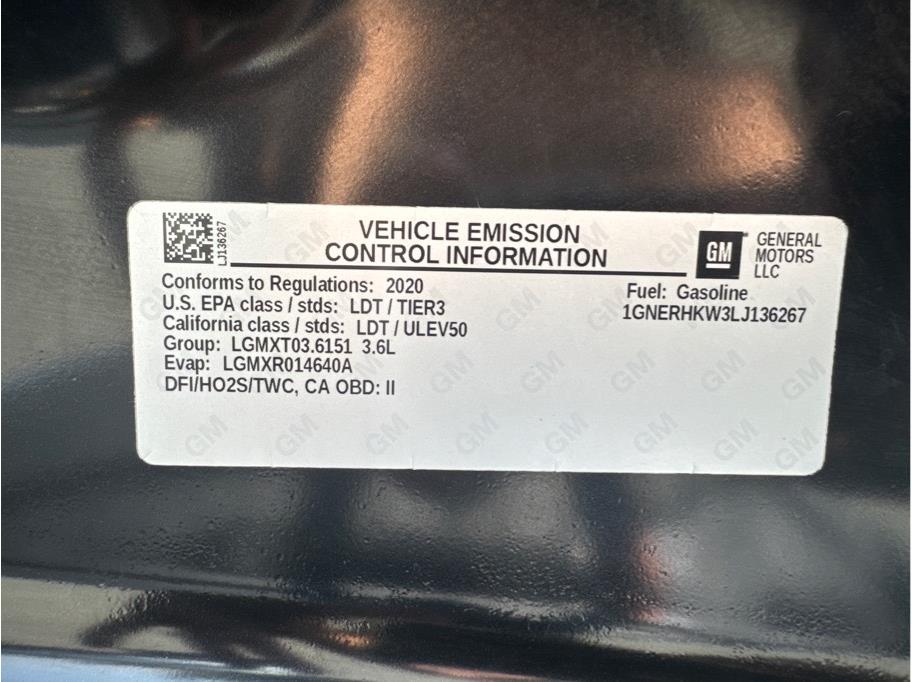 LJ136267
VEHICLE EMISSION
CONTROL INFORMATION
GM
GENERAL
MOTORS
LLC
Conforms to Regulations: 2020
U.S. EPA class / stds: LDT / TIER3
California class / stds: LDT / ULEV50
Group: LGMXT03.6151 3.6L
Evap: LGMXR014640A
DFI/HO2S/TWC, CA OBD: II
Fuel: Gasoline
1GNERHKW3LJ136267